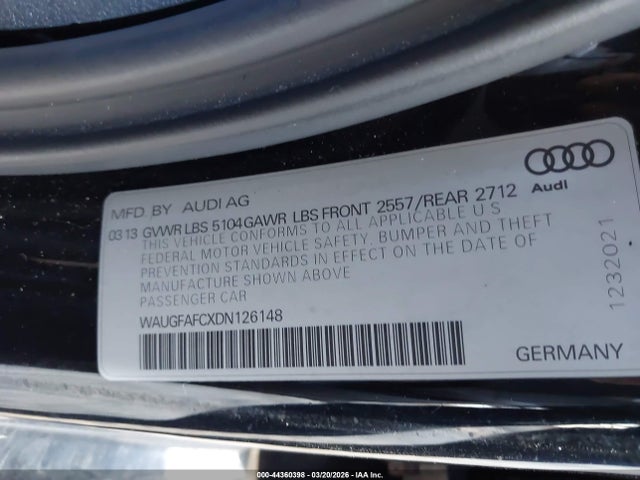 MFD. BY AUDI AG
Audi
03 13 GVWR LBS 5104 GAWR LBS FRONT 2557/REAR 2712
THIS VEHICLE CONFORMS TO ALL APPLICABLE U S
FEDERAL MOTOR VEHICLE SAFETY, BUMPER AND THEFT
PREVENTION STANDARDS IN EFFECT ON THE DATE OF
MANUFACTURE SHOWN ABOVE
PASSENGER CAR
WAUGFAFCXDN126148
1232021
GERMANY
000-44360398 - 03/20/2026 - IAA Inc.